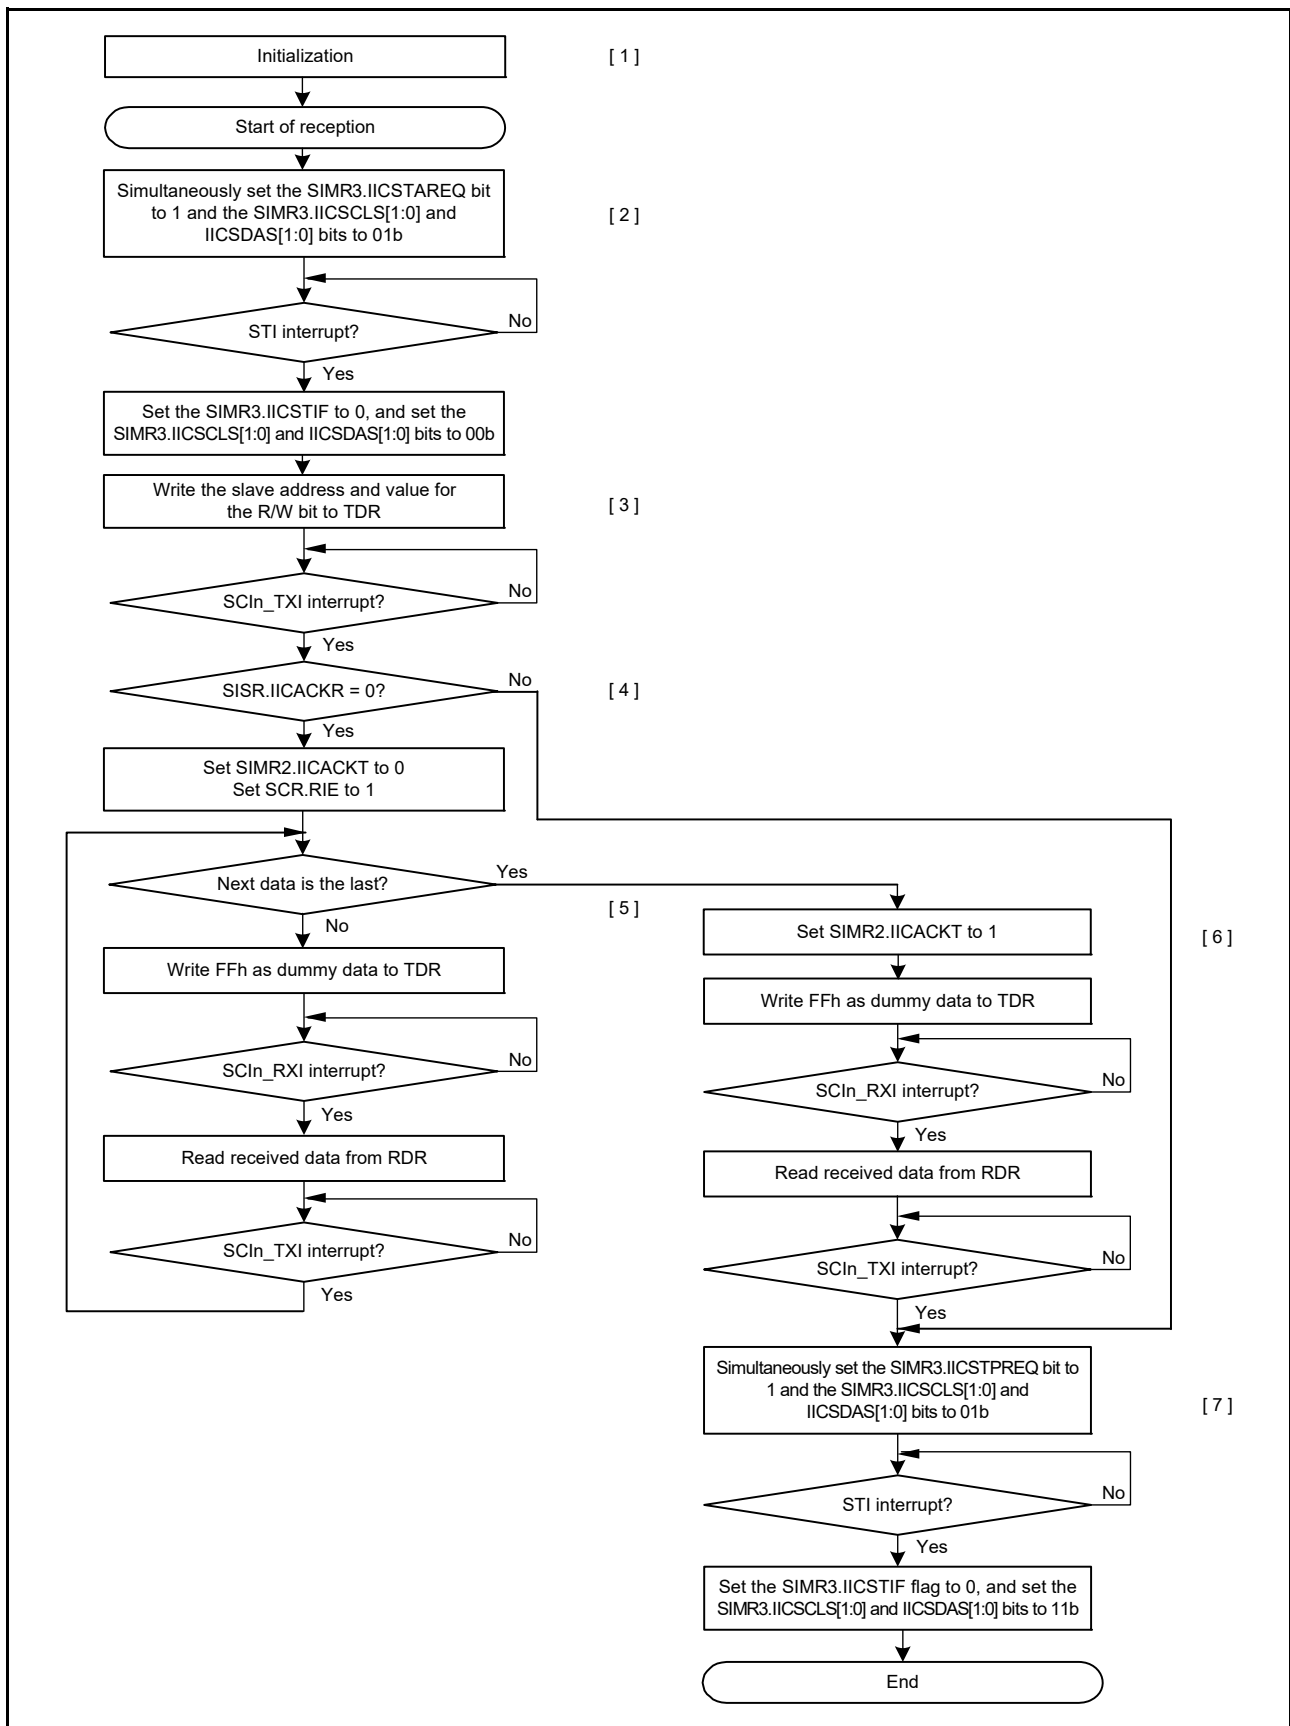 Initialization
[ 1 ]
Start of reception
Simultaneously set the SIMR3.IICSTAREQ bit
to 1 and the SIMR3.IICSCLS[1:0] and
IICSDAS[1:0] bits to 01b
[ 2 ]
STI interrupt?
No
Yes
Set the SIMR3.IICSTIF to 0, and set the
SIMR3.IICSCLS[1:0] and IICSDAS[1:0] bits to 00b
Write the slave address and value for
the R/W bit to TDR
[ 3 ]
SCIn_TXI interrupt?
No
Yes
SISR.IICACKR = 0?
No
[ 4 ]
Yes
Set SIMR2.IICACKT to 0
Set SCR.RIE to 1
Next data is the last?
Yes
[ 5 ]
No
Write FFh as dummy data to TDR
SCIn_RXI interrupt?
No
Yes
Read received data from RDR
SCIn_TXI interrupt?
No
Yes
Set SIMR2.IICACKT to 1
[ 6 ]
Write FFh as dummy data to TDR
SCIn_RXI interrupt?
No
Yes
Read received data from RDR
SCIn_TXI interrupt?
No
Yes
Simultaneously set the SIMR3.IICSTPREQ bit to
1 and the SIMR3.IICSCLS[1:0] and
IICSDAS[1:0] bits to 01b
[ 7 ]
STI interrupt?
No
Yes
Set the SIMR3.IICSTIF flag to 0, and set the
SIMR3.IICSCLS[1:0] and IICSDAS[1:0] bits to 11b
End